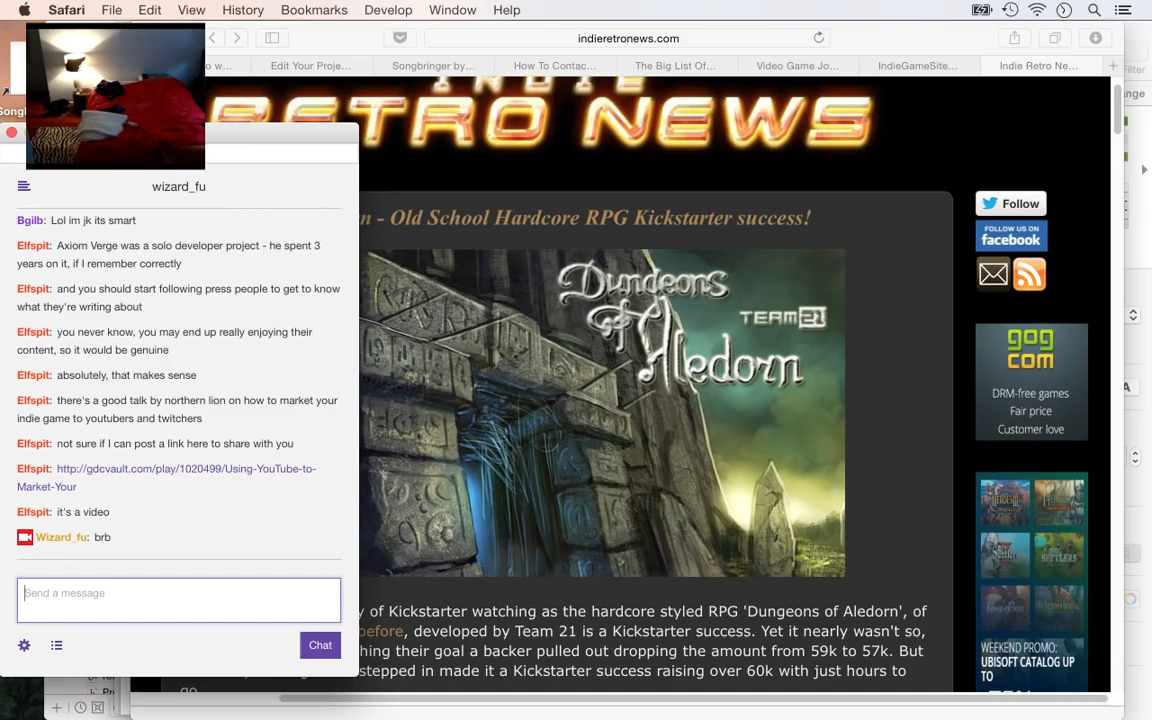 Safari File Edit View History Bookmarks Develop Window Help
indieretronews.com
w... Edit Your Proje... Songbringer by... How To Contac... The Big List Of... Video Game Jo... IndieGameSite... Indie Retro Ne...
Filter
ange
INDIE
RETRO NEWS
wizard_fu
Bgilb: Lol im jk its smart
Elfspit: Axiom Verge was a solo developer project - he spent 3
years on it, if I remember correctly
Elfspit: and you should start following press people to get to know
what they're writing about
Elfspit: you never know, you may end up really enjoying their
content, so it would be genuine
Elfspit: absolutely, that makes sense
Elfspit: there's a good talk by northern lion on how to market your
indie game to youtubers and twitchers
Elfspit: not sure if I can post a link here to share with you
Elfspit: http://gdcvault.com/play/1020499/Using-YouTube-to-
Market-Your
Elfspit: it's a video
Wizard_fu: brb
Send a message
Chat
n - Old School Hardcore RPG Kickstarter success!
Dungeons
of Aledorn
TEAM 21
y of Kickstarter watching as the hardcore styled RPG 'Dungeons of Aledorn', of
before, developed by Team 21 is a Kickstarter success. Yet it nearly wasn't so,
hing their goal a backer pulled out dropping the amount from 59k to 57k. But
stepped in made it a Kickstarter success raising over 60k with just hours to
go
Follow
FOLLOW US ON
facebook
gog
com
DRM-free games
Fair price
Customer love
WEEKEND PROMO:
UBISOFT CATALOG UP
TO